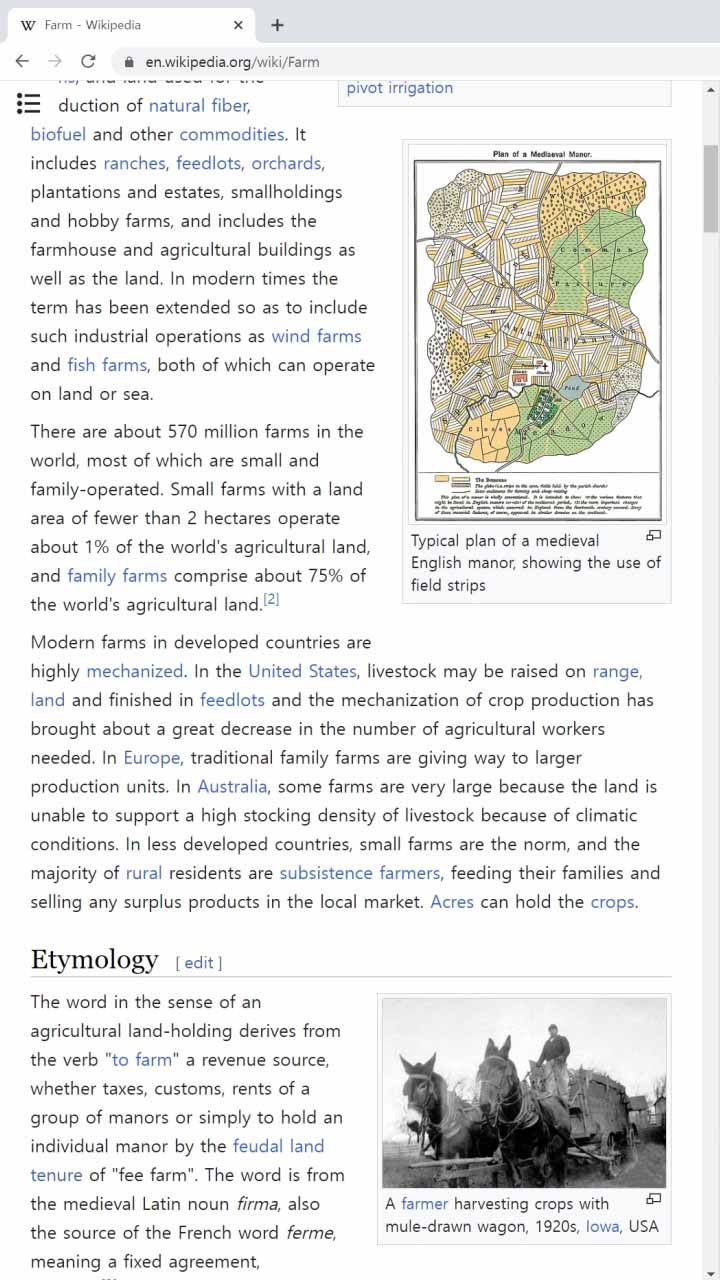 Farm - Wikipedia
en.wikipedia.org/wiki/Farm
pivot irrigation
duction of natural fiber,
biofuel and other commodities. It
includes ranches, feedlots, orchards,
plantations and estates, smallholdings
and hobby farms, and includes the
farmhouse and agricultural buildings as
well as the land. In modern times the
term has been extended so as to include
such industrial operations as wind farms
and fish farms, both of which can operate
on land or sea.
Plan of a Mediaeval Manor.
Common
Pasture
Autumn Planting
Pond
Church
Close
The Demesne
Typical plan of a medieval
English manor, showing the use of
field strips
There are about 570 million farms in the
world, most of which are small and
family-operated. Small farms with a land
area of fewer than 2 hectares operate
about 1% of the world's agricultural land,
and family farms comprise about 75% of
the world's agricultural land.[2]
Modern farms in developed countries are
highly mechanized. In the United States, livestock may be raised on range,
land and finished in feedlots and the mechanization of crop production has
brought about a great decrease in the number of agricultural workers
needed. In Europe, traditional family farms are giving way to larger
production units. In Australia, some farms are very large because the land is
unable to support a high stocking density of livestock because of climatic
conditions. In less developed countries, small farms are the norm, and the
majority of rural residents are subsistence farmers, feeding their families and
selling any surplus products in the local market. Acres can hold the crops.
Etymology [ edit ]
The word in the sense of an
agricultural land-holding derives from
the verb "to farm" a revenue source,
whether taxes, customs, rents of a
group of manors or simply to hold an
individual manor by the feudal land
tenure of "fee farm". The word is from
the medieval Latin noun firma, also
the source of the French word ferme,
meaning a fixed agreement,
A farmer harvesting crops with
mule-drawn wagon, 1920s, Iowa, USA